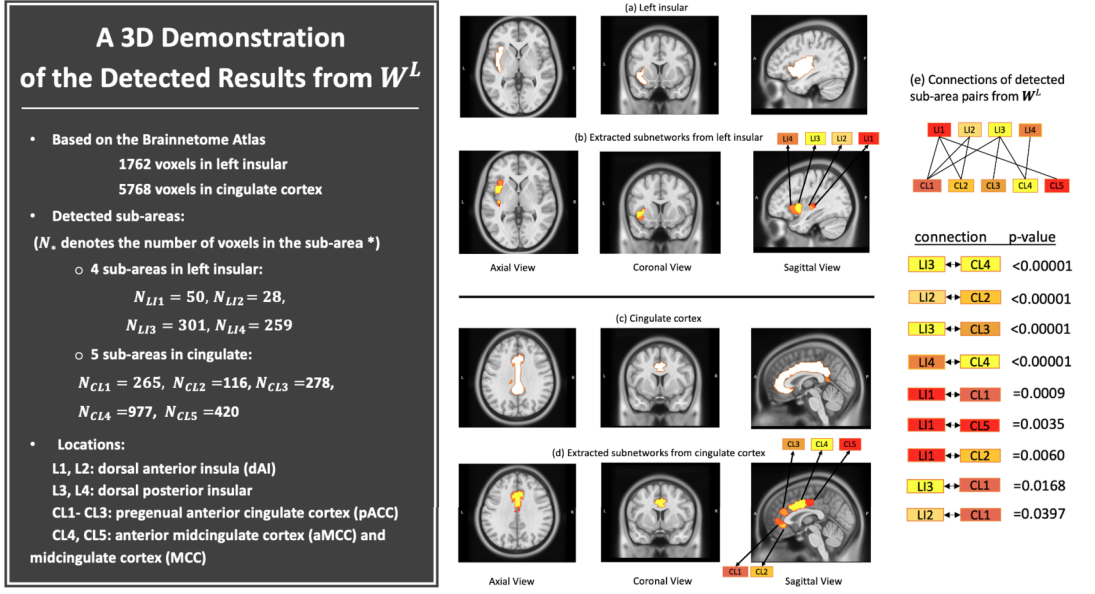 A 3D Demonstration
of the Detected Results from W^L
• Based on the Brainnetome Atlas
1762 voxels in left insular
5768 voxels in cingulate cortex
• Detected sub-areas:
(N* denotes the number of voxels in the sub-area *)
○ 4 sub-areas in left insular:
N_LI1 = 50, N_LI2 = 28,
N_LI3 = 301, N_LI4 = 259
○ 5 sub-areas in cingulate:
N_CL1 = 265, N_CL2 =116, N_CL3 =278,
N_CL4 =977, N_CL5 =420
• Locations:
L1, L2: dorsal anterior insula (dAI)
L3, L4: dorsal posterior insular
CL1- CL3: pregenual anterior cingulate cortex (pACC)
CL4, CL5: anterior midcingulate cortex (aMCC) and
midcingulate cortex (MCC)
(a) Left insular
L R L R A P
(b) Extracted subnetworks from left insular
LI4 LI3 LI2 LI1
L R L R A P
Axial View Coronal View Sagittal View
(c) Cingulate cortex
L R L R A P
(d) Extracted subnetworks from cingulate cortex
CL3 CL4 CL5
L R L R A P
CL1 CL2
Axial View Coronal View Sagittal View
(e) Connections of detected
sub-area pairs from W^L
LI1 LI2 LI3 LI4
CL1 CL2 CL3 CL4 CL5
connection p-value
LI3 CL4 <0.00001
LI2 CL2 <0.00001
LI3 CL3 <0.00001
LI4 CL4 <0.00001
LI1 CL1 =0.0009
LI1 CL5 =0.0035
LI1 CL2 =0.0060
LI3 CL1 =0.0168
LI2 CL1 =0.0397